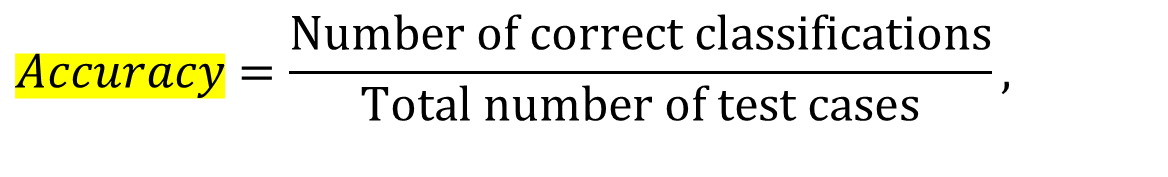 Number of correct classifications
Accuracy = ,
Total number of test cases